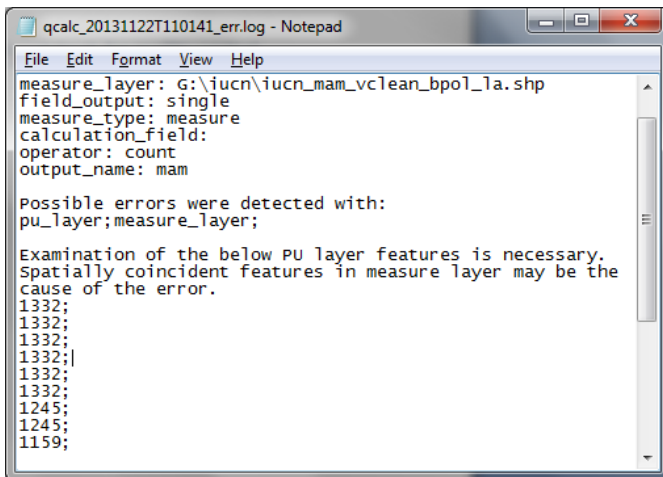 qcalc_20131122T110141_err.log - Notepad
File Edit Format View Help
measure_layer: G:\iucn\iucn_mam_vclean_bpol_la.shp
field_output: single
measure_type: measure
calculation_field:
operator: count
output_name: mam
Possible errors were detected with:
pu_layer;measure_layer;
Examination of the below PU layer features is necessary.
Spatially coincident features in measure layer may be the
cause of the error.
1332;
1332;
1332;
1332;
1332;
1332;
1245;
1245;
1159;